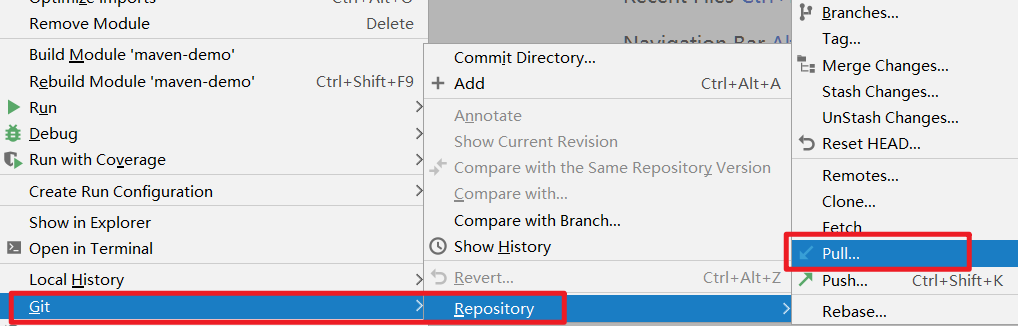 Optimize Imports Ctrl+Alt+O
Remove Module Delete
Build Module 'maven-demo'
Rebuild Module 'maven-demo' Ctrl+Shift+F9
Run
Debug
Run with Coverage
Create Run Configuration
Show in Explorer
Open in Terminal
Local History
Git
Recent Files Ctrl
Navigation Bar Al
Commit Directory...
Add Ctrl+Alt+A
Annotate
Show Current Revision
Compare with the Same Repository Version
Compare with...
Compare with Branch...
Show History
Revert... Ctrl+Alt+Z
Repository
Branches...
Tag...
Merge Changes...
Stash Changes...
UnStash Changes...
Reset HEAD...
Remotes...
Clone...
Fetch
Pull...
Push... Ctrl+Shift+K
Rebase...